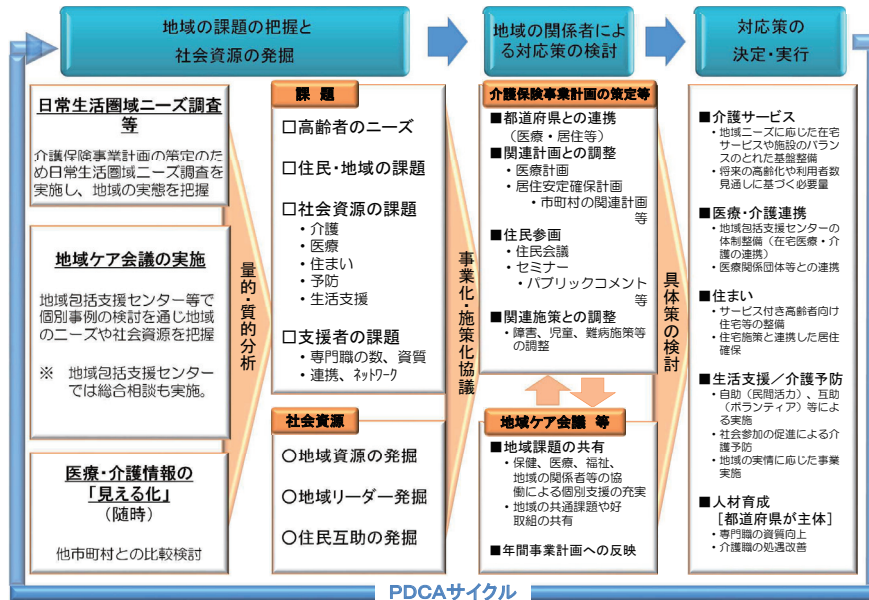 地域の課題の把握と
社会資源の発掘
地域の関係者によ
る対応策の検討
対応策の
決定・実行
日常生活圏域ニーズ調査
等
介護保険事業計画の策定のた
め日常生活圏域ニーズ調査を
実施し、地域の実態を把握
地域ケア会議の実施
地域包括支援センター等で
個別事例の検討を通じ地域
のニーズや社会資源を把握
※ 地域包括支援センター
では総合相談も実施。
医療・介護情報の
「見える化」
(随時)
他市町村との比較検討
量的・質的分析
課 題
□高齢者のニーズ
□住民・地域の課題
□社会資源の課題
・介護
・医療
・住まい
・予防
・生活支援
□支援者の課題
・専門職の数、資質
・連携、ネットワーク
社会資源
○地域資源の発掘
○地域リーダー発掘
○住民互助の発掘
事業化・施策化協議
介護保険事業計画の策定等
■都道府県との連携
(医療・居住等)
■関連計画との調整
・医療計画
・居住安定確保計画
・市町村の関連計画
等
■住民参画
・住民会議
・セミナー
・パブリックコメント
等
■関連施策との調整
・障害、児童、難病施策等
の調整
地域ケア会議 等
■地域課題の共有
・保健、医療、福祉、
地域の関係者等の協
働による個別支援の充実
・地域の共通課題や好
取組の共有
■年間事業計画への反映
具体策の検討
■介護サービス
・地域ニーズに応じた在宅
サービスや施設のバランス
のとれた基盤整備
・将来の高齢化や利用者数
見通しに基づく必要量
■医療・介護連携
・地域包括支援センターの
体制整備(在宅医療・介
護の連携)
・医療関係団体等との連携
■住まい
・サービス付き高齢者向け
住宅等の整備
・住宅施策と連携した居住
確保
■生活支援/介護予防
・自助(民間活力)、互助
(ボランティア)等によ
る実施
・社会参加の促進による介
護予防
・地域の実情に応じた事業
実施
■人材育成
[都道府県が主体]
・専門職の資質向上
・介護職の処遇改善
PDCAサイクル